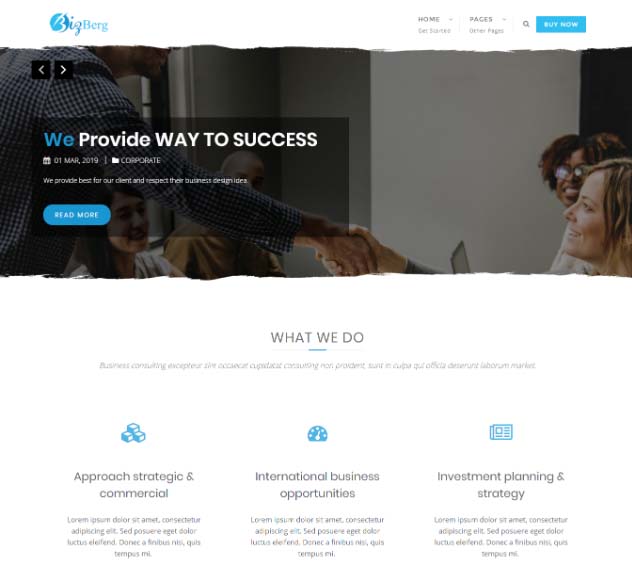 BizBerg
HOME
Get Started
PAGES
Other Pages
BUY NOW
We Provide WAY TO SUCCESS
01 MAR, 2019 | CORPORATE
We provide best for our client and respect their business design idea.
READ MORE
WHAT WE DO
Business consulting excepteur sint occaecat cupidatat consulting non proident, sunt in culpa qui officia deserunt laborum market.
Approach strategic &
commercial
Lorem ipsum dolor sit amet, consectetur
adipiscing elit. Sed posuere eget dolor
luctus eleifend. Donec a finibus nisi, quis
tempus mi.
International business
opportunities
Lorem ipsum dolor sit amet, consectetur
adipiscing elit. Sed posuere eget dolor
luctus eleifend. Donec a finibus nisi, quis
tempus mi.
Investment planning &
strategy
Lorem ipsum dolor sit amet, consectetur
adipiscing elit. Sed posuere eget dolor
luctus eleifend. Donec a finibus nisi, quis
tempus mi.